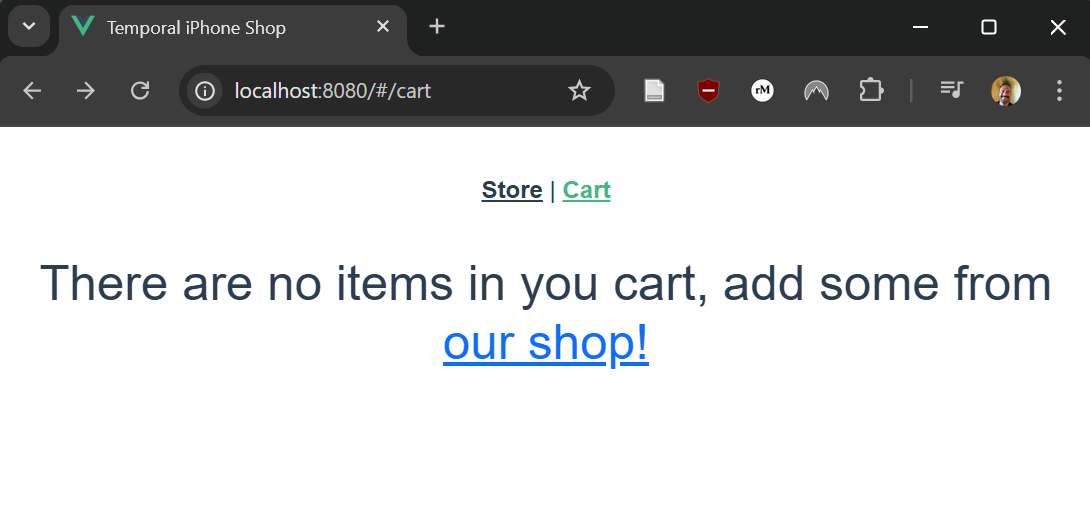 Temporal iPhone Shop
localhost:8080/#/cart
rM
Store | Cart
There are no items in you cart, add some from
our shop!